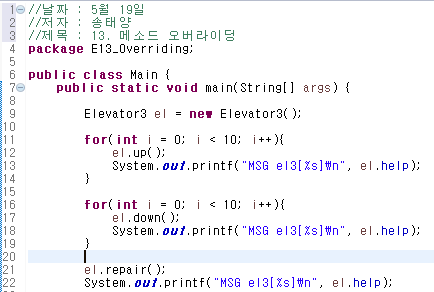 1 //날짜 : 5월 19일
2 //저자 : 송태양
3 //제목 : 13. 메소드 오버라이딩
4 package E13_Overriding;
5
6 public class Main {
7 public static void main(String[] args) {
8
9 Elevator3 el = new Elevator3();
10
11 for(int i = 0; i < 10; i++){
12 el.up();
13 System.out.printf("MSG el3[%s]\n", el.help);
14 }
15
16 for(int i = 0; i < 10; i++){
17 el.down();
18 System.out.printf("MSG el3[%s]\n", el.help);
19 }
20
21 el.repair();
22 System.out.printf("MSG el3[%s]\n", el.help);